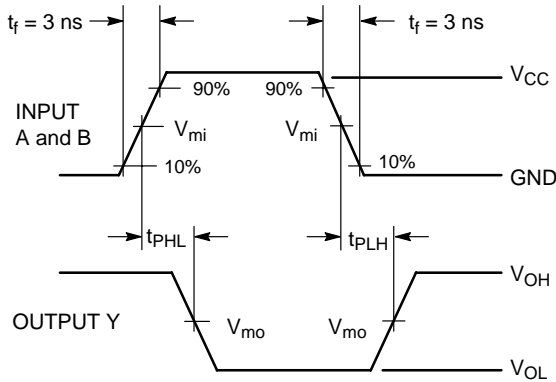 t_f = 3 ns
t_f = 3 ns
90%
90%
V_CC
INPUT
A and B
V_mi
V_mi
10%
10%
GND
t_PHL
t_PLH
V_OH
OUTPUT Y
V_mo
V_mo
V_OL